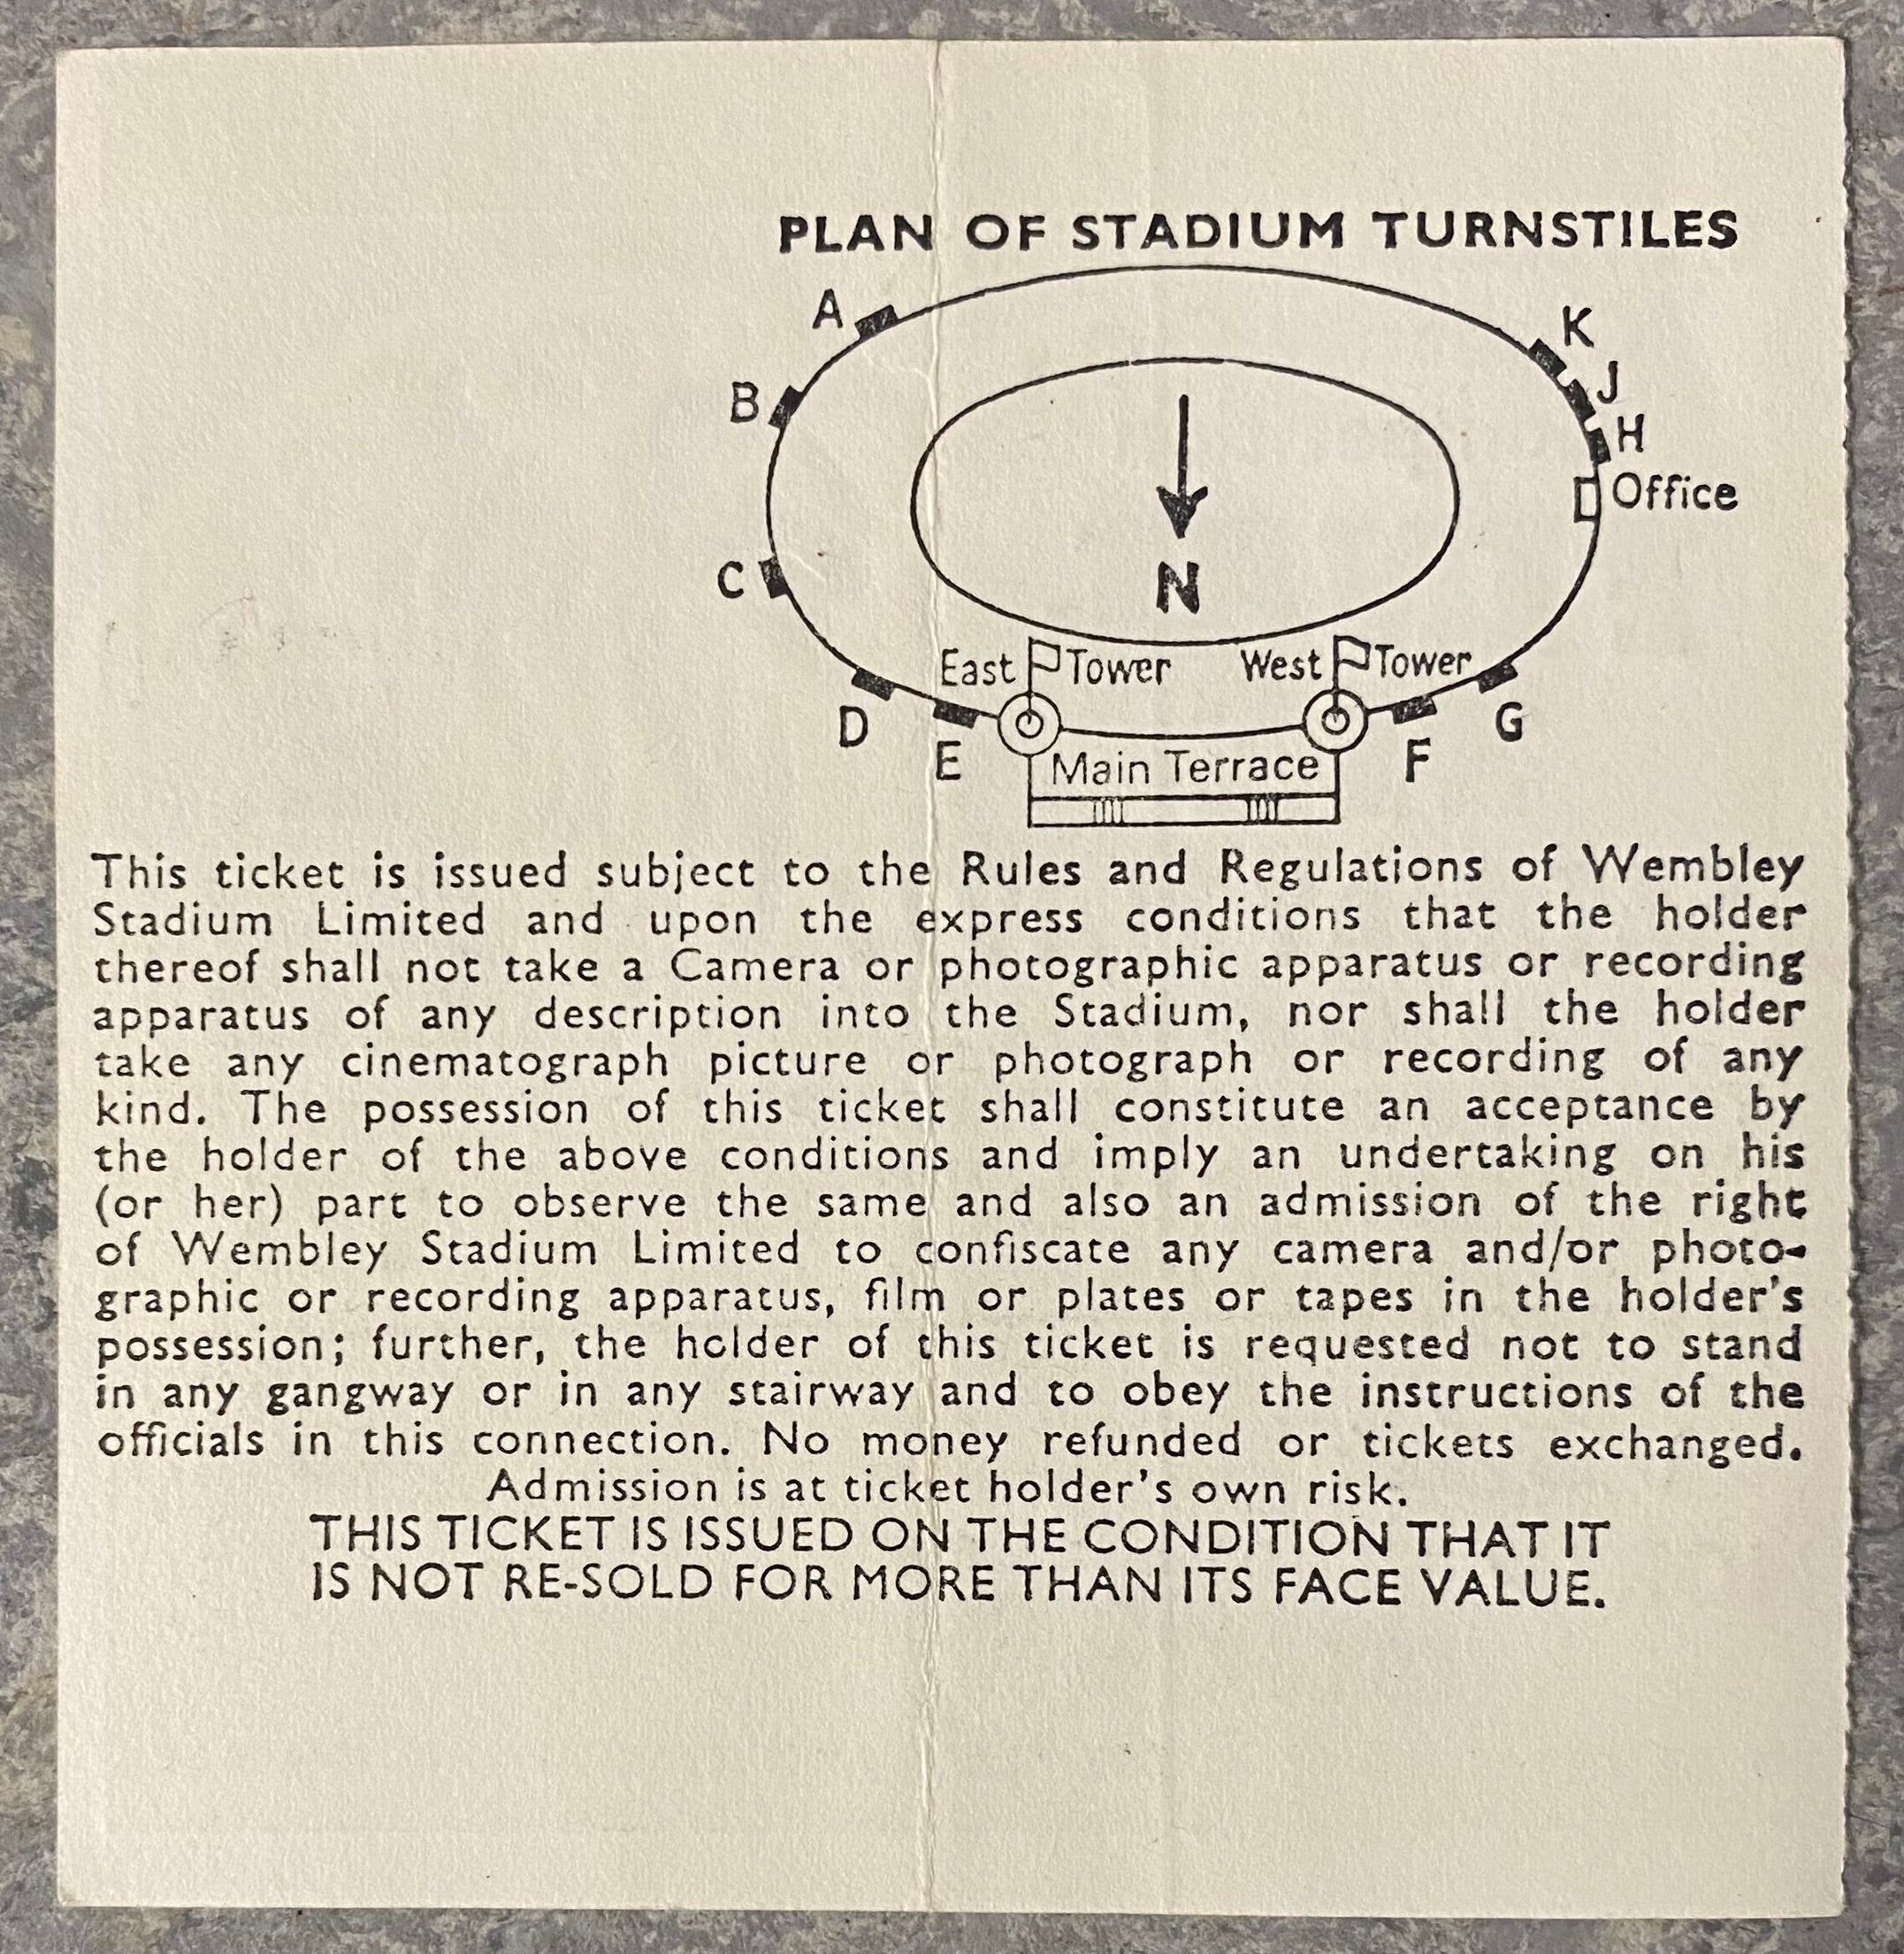 PLAN OF STADIUM TURNSTILES
A
K
J
B
H
Office
C
N
East Tower West Tower
D
G
E
Main Terrace
F
This ticket is issued subject to the Rules and Regulations of Wembley
Stadium Limited and upon the express conditions that the holder
thereof shall not take a Camera or photographic apparatus or recording
apparatus of any description into the Stadium, nor shall the holder
take any cinematograph picture or photograph or recording of any
kind. The possession of this ticket shall constitute an acceptance by
the holder of the above conditions and imply an undertaking on his
(or her) part to observe the same and also an admission of the right
of Wembley Stadium Limited to confiscate any camera and/or photo-
graphic or recording apparatus, film or plates or tapes in the holder's
possession; further, the holder of this ticket is requested not to stand
in any gangway or in any stairway and to obey the instructions of the
officials in this connection. No money refunded or tickets exchanged.
Admission is at ticket holder's own risk.
THIS TICKET IS ISSUED ON THE CONDITION THAT IT
IS NOT RE-SOLD FOR MORE THAN ITS FACE VALUE.